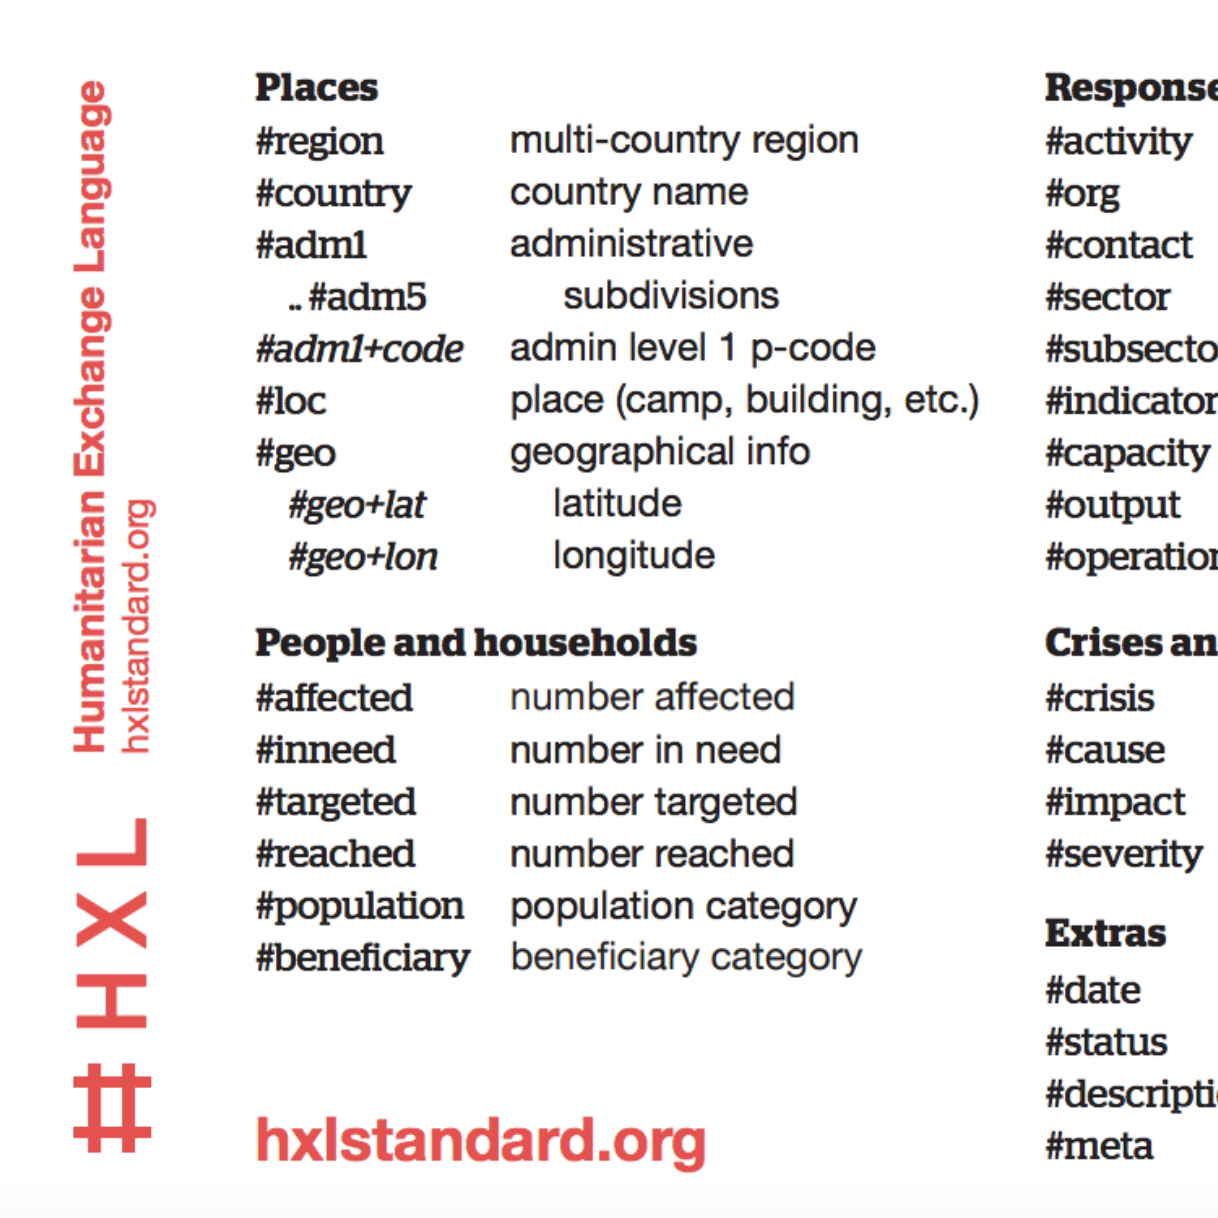 Humanitarian Exchange Language
hxlstandard.org
#HXL
Places
#region multi-country region
#country country name
#adm1 administrative
.. #adm5 subdivisions
#adm1+code admin level 1 p-code
#loc place (camp, building, etc.)
#geo geographical info
#geo+lat latitude
#geo+lon longitude
People and households
#affected number affected
#inneed number in need
#targeted number targeted
#reached number reached
#population population category
#beneficiary beneficiary category
hxlstandard.org
Response
#activity
#org
#contact
#sector
#subsecto
#indicator
#capacity
#output
#operation
Crises an
#crisis
#cause
#impact
#severity
Extras
#date
#status
#descripti
#meta